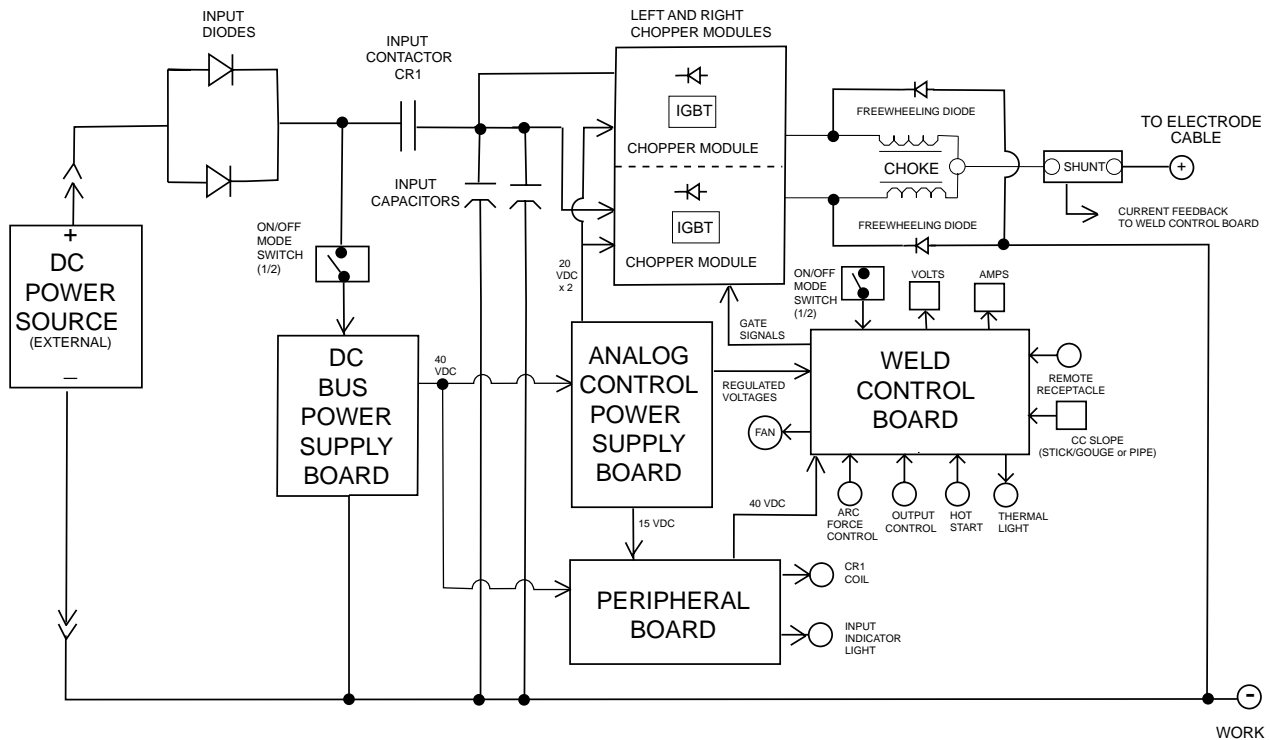 INPUT
DIODES
INPUT
CONTACTOR
CR1
LEFT AND RIGHT
CHOPPER MODULES
IGBT
CHOPPER MODULE
IGBT
CHOPPER MODULE
INPUT
CAPACITORS
FREEWHEELING DIODE
CHOKE
FREEWHEELING DIODE
TO ELECTRODE
CABLE
SHUNT
+
CURRENT FEEDBACK
TO WELD CONTROL BOARD
+
DC
POWER
SOURCE
(EXTERNAL)
_
ON/OFF
MODE
SWITCH
(1/2)
20
VDC
x 2
ON/OFF
MODE
SWITCH
(1/2)
VOLTS
AMPS
GATE
SIGNALS
DC
BUS
POWER
SUPPLY
BOARD
40
VDC
ANALOG
CONTROL
POWER
SUPPLY
BOARD
REGULATED
VOLTAGES
WELD
CONTROL
BOARD
REMOTE
RECEPTACLE
CC SLOPE
(STICK/GOUGE or PIPE)
FAN
ARC
FORCE
CONTROL
OUTPUT
CONTROL
HOT
START
THERMAL
LIGHT
15 VDC
40 VDC
PERIPHERAL
BOARD
CR1
COIL
INPUT
INDICATOR
LIGHT
-
WORK